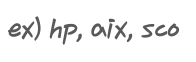 ex) hp, aix, sco